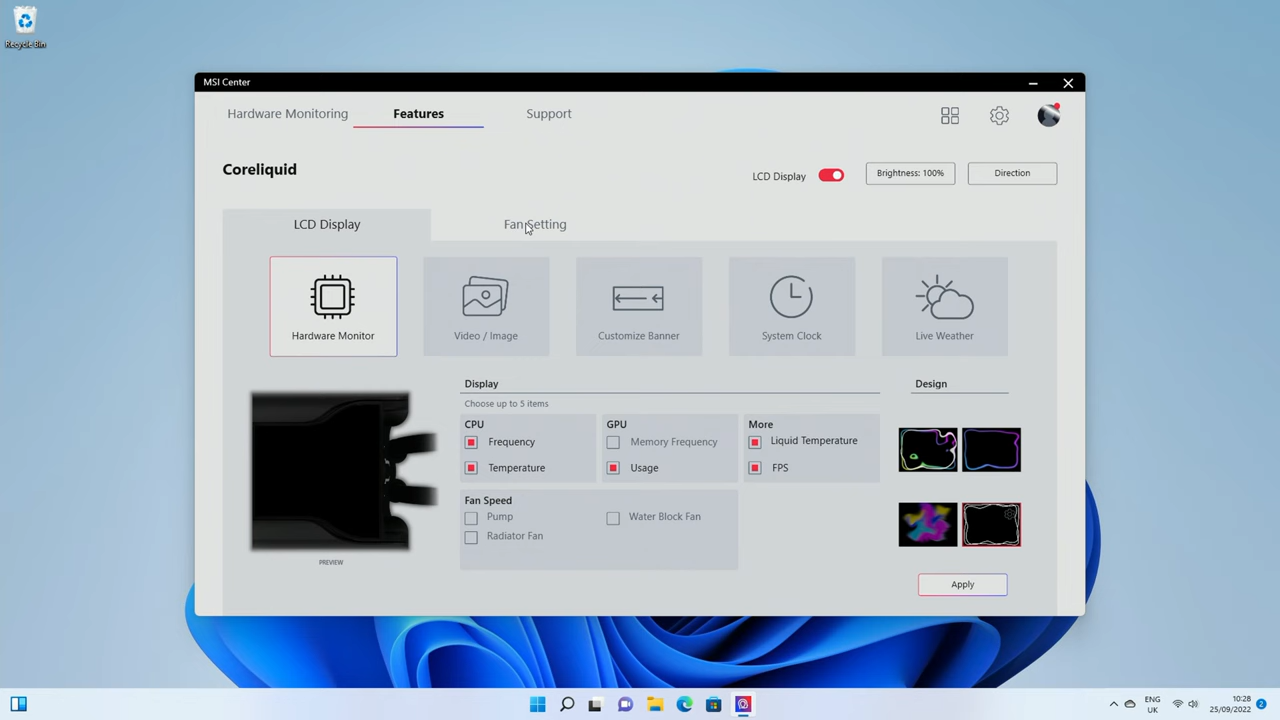 Recycle Bin
MSI Center
Hardware Monitoring
Features
Support
Coreliquid
LCD Display
Brightness: 100%
Direction
LCD Display
Fan Setting
Hardware Monitor
Video / Image
Customize Banner
System Clock
Live Weather
Display
Design
Choose up to 5 items
CPU
GPU
More
Frequency
Memory Frequency
Liquid Temperature
Temperature
Usage
FPS
Fan Speed
Pump
Water Block Fan
Radiator Fan
PREVIEW
Apply
ENG
UK
10:28
25/09/2022
2